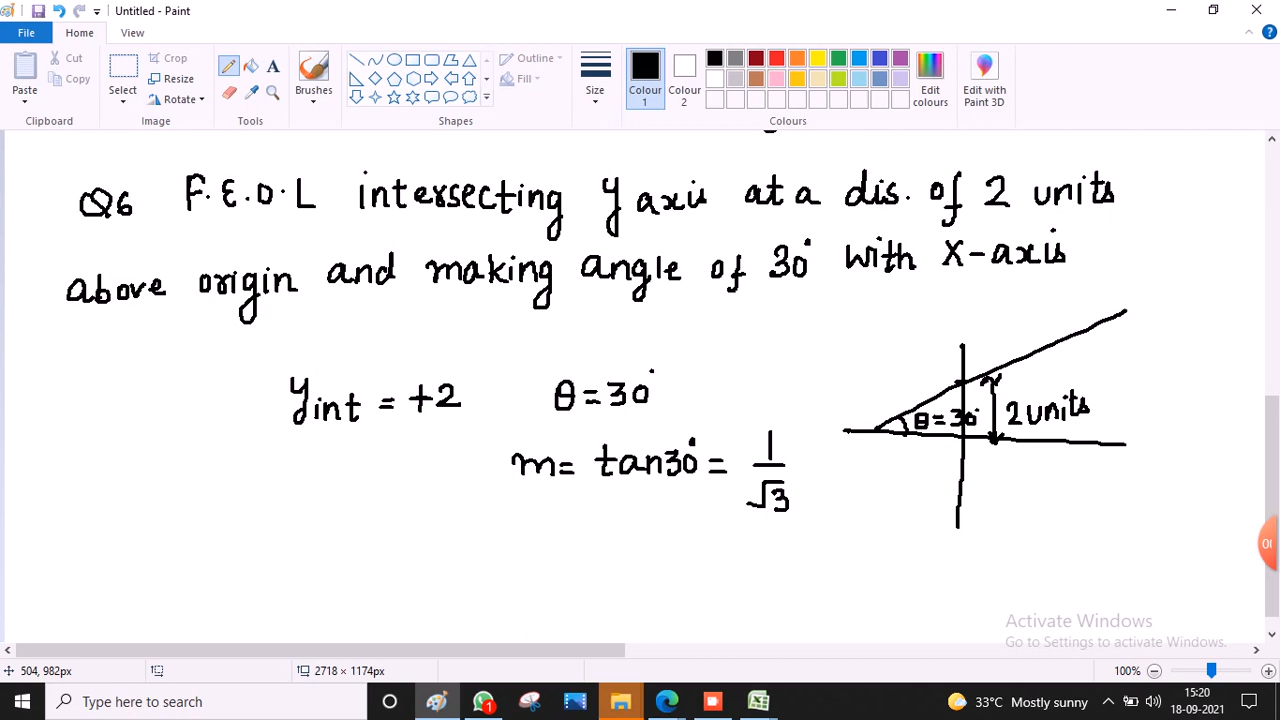 Untitled - Paint
File Home View
Paste Cut Copy Clipboard
Select Crop Resize Rotate Image
Tools
Brushes
Outline Fill Shapes
Size
Colour 1 Colour 2 Edit colours Colours
Edit with Paint 3D
Q6 F.E.O.L intersecting y axis at a dis. of 2 units
above origin and making angle of 30° with X-axis
y int = +2 θ = 30°
m = tan30° = 1/√3
θ = 30° 2 units
Activate Windows
Go to Settings to activate Windows.
504, 982px 2718 × 1174px 100%
Type here to search
1
33°C Mostly sunny
15:20
18-09-2021